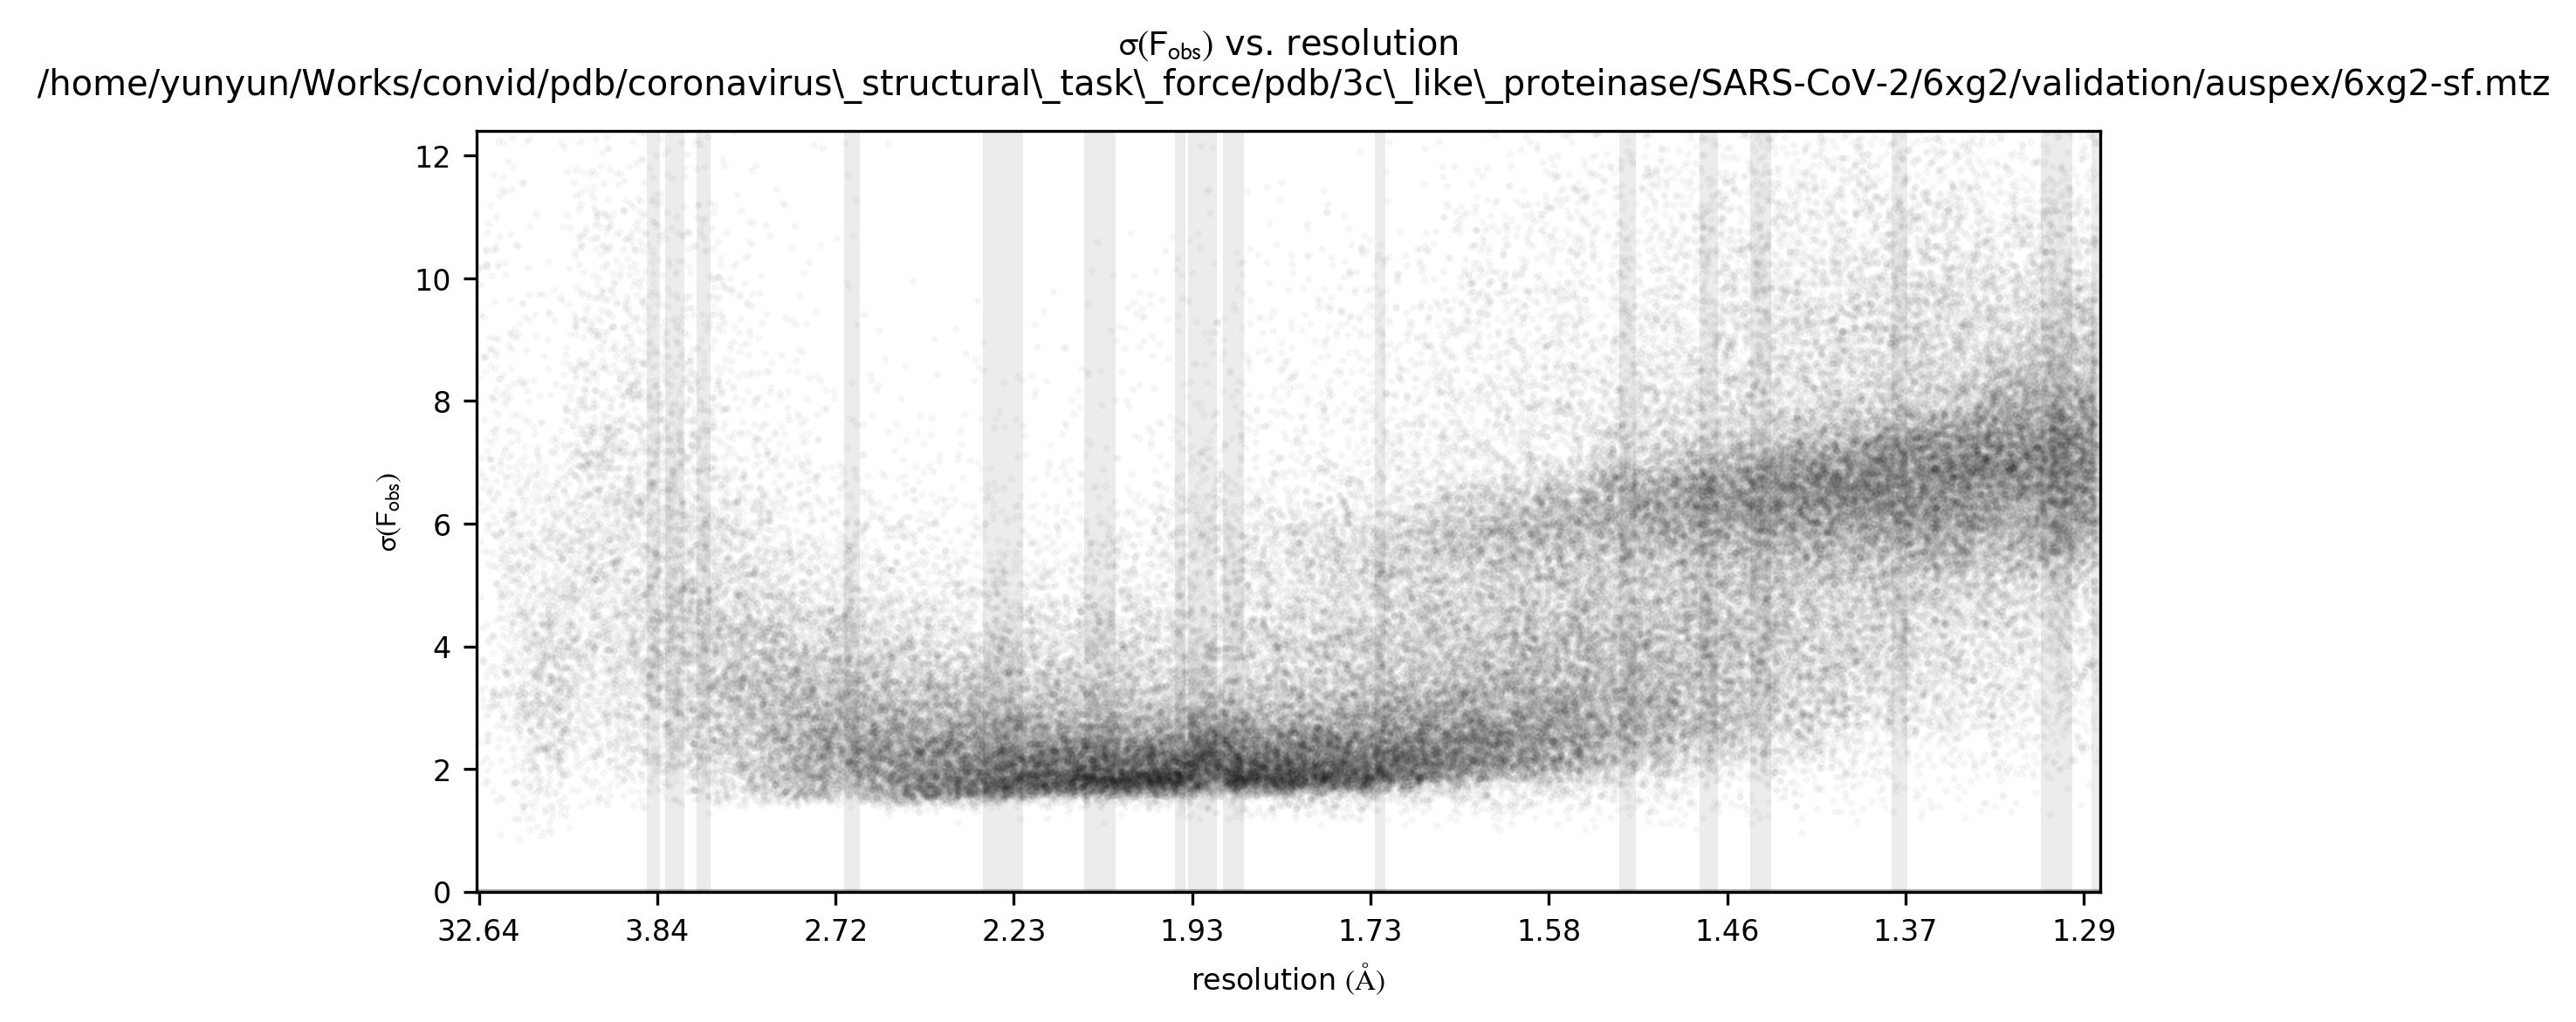 σ(Fobs) vs. resolution
/home/yunyun/Works/convid/pdb/coronavirus\_structural\_task\_force/pdb/3c\_like\_proteinase/SARS-CoV-2/6xg2/validation/auspex/6xg2-sf.mtz
12
10
8
6
4
2
0
σ(Fobs)
32.64 3.84 2.72 2.23 1.93 1.73 1.58 1.46 1.37 1.29
resolution (Å)